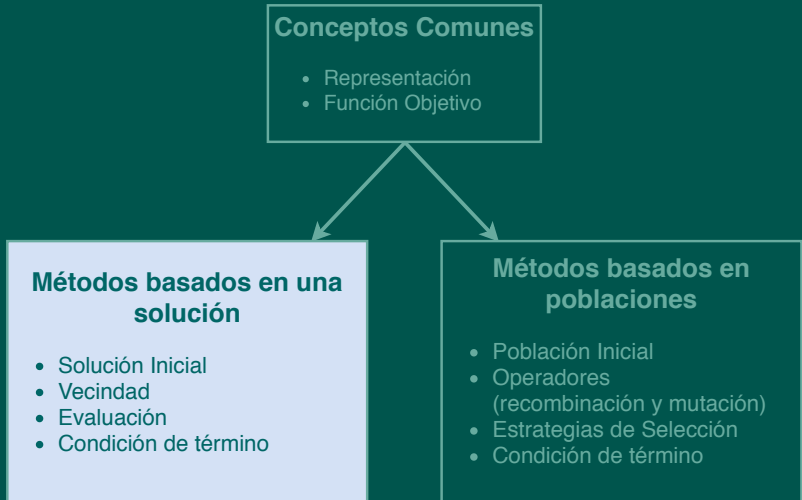 Conceptos Comunes
• Representación
• Función Objetivo
Métodos basados en una
solución
• Solución Inicial
• Vecindad
• Evaluación
• Condición de término
Métodos basados en
poblaciones
• Población Inicial
• Operadores
(recombinación y mutación)
• Estrategias de Selección
• Condición de término